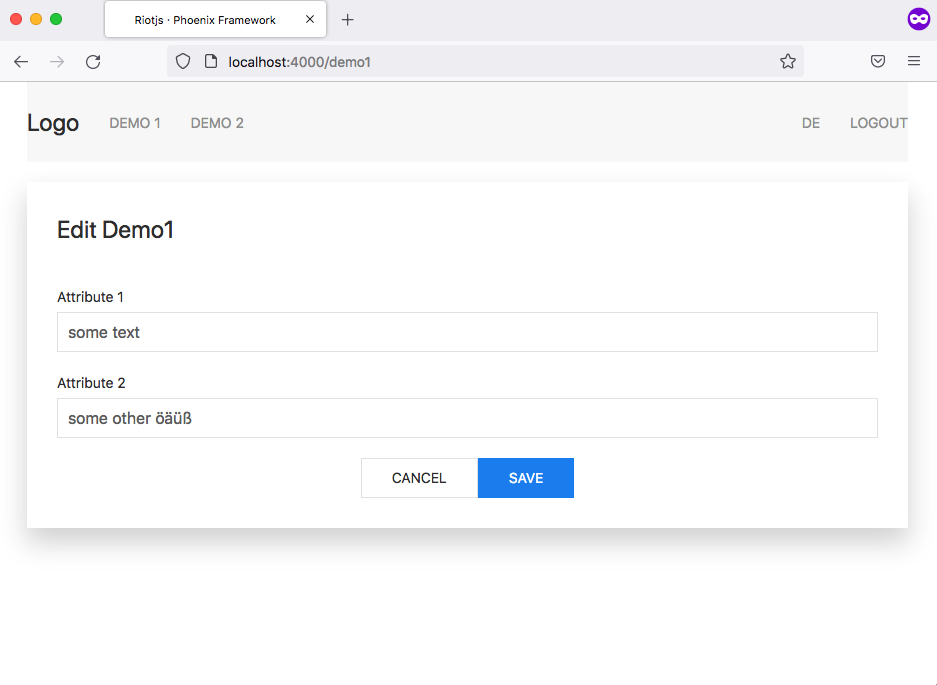 Riotjs · Phoenix Framework
localhost:4000/demo1
Logo DEMO 1 DEMO 2 DE LOGOUT
Edit Demo1
Attribute 1
some text
Attribute 2
some other öäüß
CANCEL SAVE